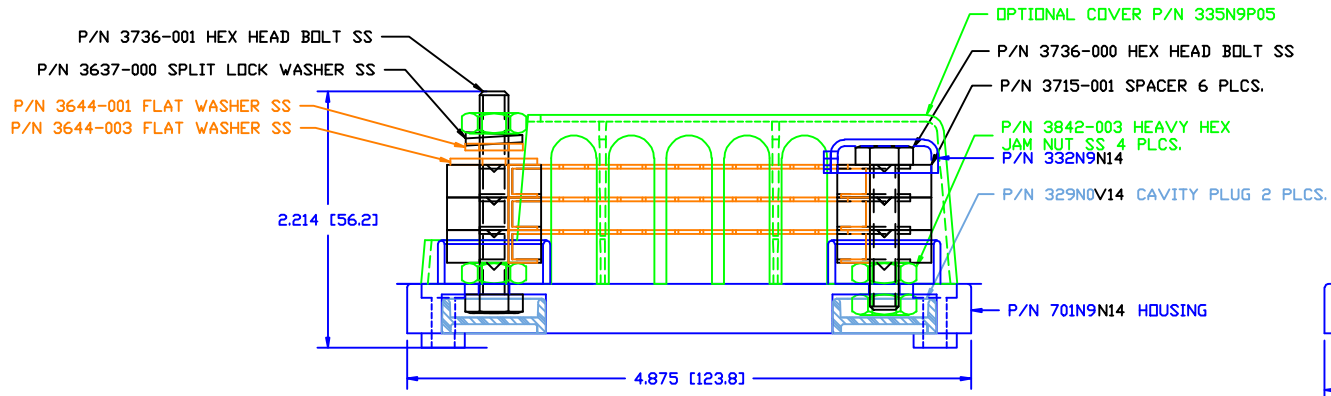 OPTIONAL COVER P/N 335N9P05
P/N 3736-001 HEX HEAD BOLT SS
P/N 3736-000 HEX HEAD BOLT SS
P/N 3637-000 SPLIT LOCK WASHER SS
P/N 3715-001 SPACER 6 PLCS.
P/N 3644-001 FLAT WASHER SS
P/N 3644-003 FLAT WASHER SS
P/N 3842-003 HEAVY HEX
JAM NUT SS 4 PLCS.
P/N 332N9N14
P/N 329N0V14 CAVITY PLUG 2 PLCS.
2.214 [56.2]
P/N 701N9N14 HOUSING
4.875 [123.8]